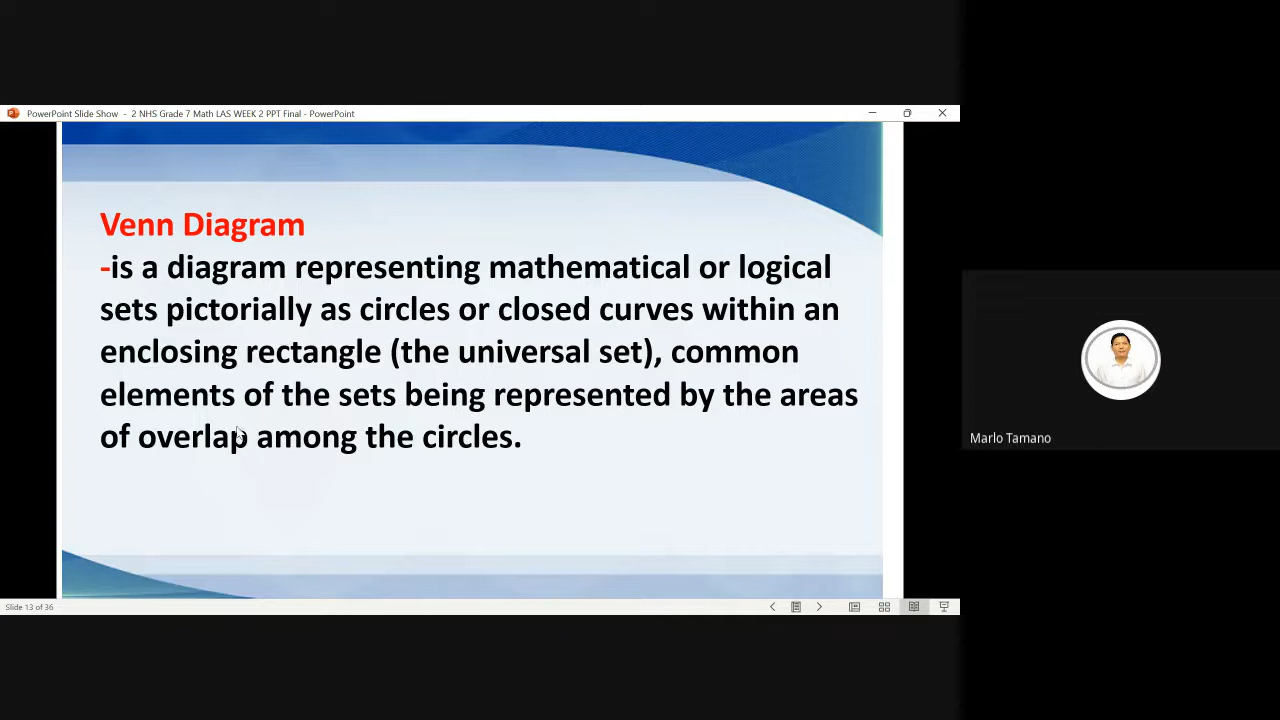 PowerPoint Slide Show - 2 NHS Grade 7 Math LAS WEEK 2 PPT Final - PowerPoint
Venn Diagram
-is a diagram representing mathematical or logical
sets pictorially as circles or closed curves within an
enclosing rectangle (the universal set), common
elements of the sets being represented by the areas
of overlap among the circles.
Marlo Tamano
Slide 13 of 36